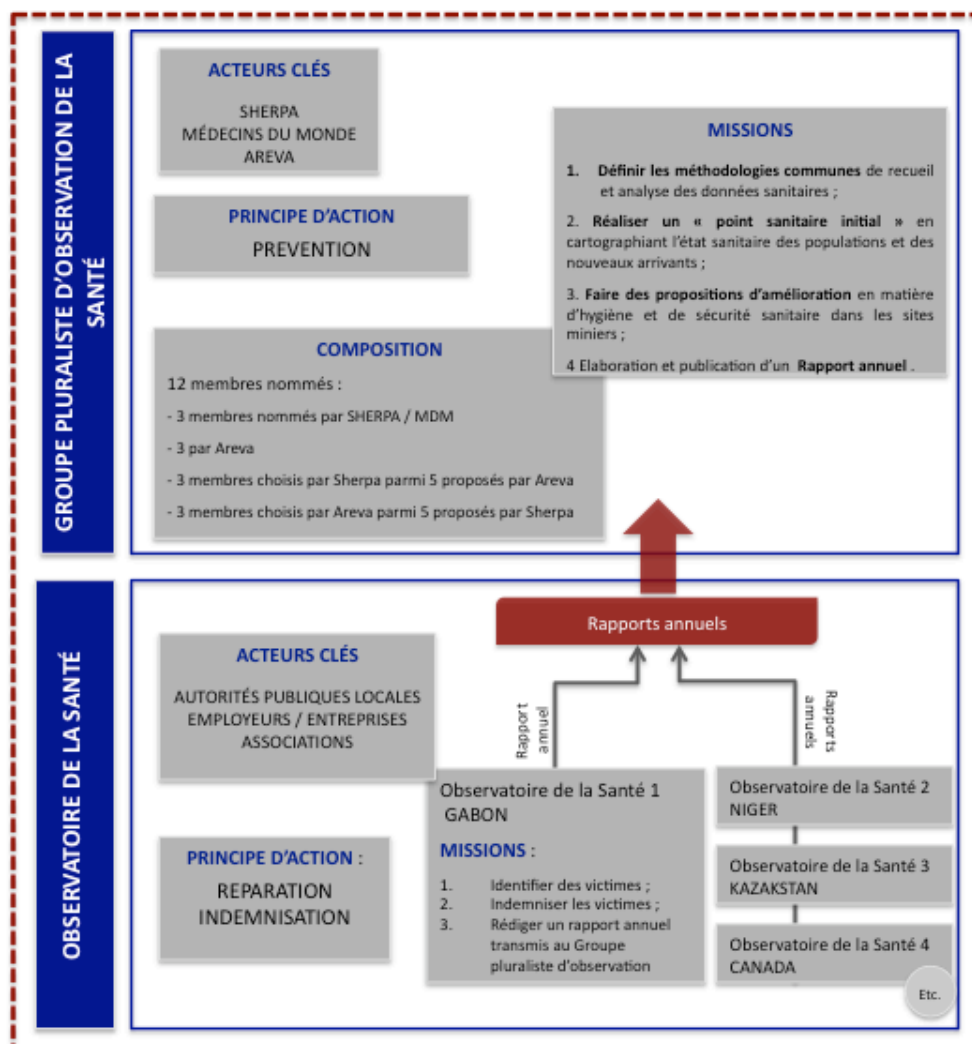 GROUPE PLURALISTE D'OBSERVATION DE LA
SANTÉ
ACTEURS CLÉS
SHERPA
MÉDECINS DU MONDE
AREVA
PRINCIPE D'ACTION
PREVENTION
COMPOSITION
12 membres nommés :
- 3 membres nommés par SHERPA / MDM
- 3 par Areva
- 3 membres choisis par Sherpa parmi 5 proposés par Areva
- 3 membres choisis par Areva parmi 5 proposés par Sherpa
MISSIONS
1. Définir les méthodologies communes de recueil
et analyse des données sanitaires ;
2. Réaliser un « point sanitaire initial » en
cartographiant l'état sanitaire des populations et des
nouveaux arrivants ;
3. Faire des propositions d'amélioration en matière
d'hygiène et de sécurité sanitaire dans les sites
miniers ;
4 Elaboration et publication d'un Rapport annuel .
OBSERVATOIRE DE LA SANTÉ
Rapports annuels
ACTEURS CLÉS
AUTORITÉS PUBLIQUES LOCALES
EMPLOYEURS / ENTREPRISES
ASSOCIATIONS
PRINCIPE D'ACTION :
REPARATION
INDEMNISATION
Rapport
annuel
Rapports
annuels
Observatoire de la Santé 1
GABON
MISSIONS :
1. Identifier des victimes ;
2. Indemniser les victimes ;
3. Rédiger un rapport annuel
transmis au Groupe
pluraliste d'observation
Observatoire de la Santé 2
NIGER
Observatoire de la Santé 3
KAZAKSTAN
Observatoire de la Santé 4
CANADA
Etc.